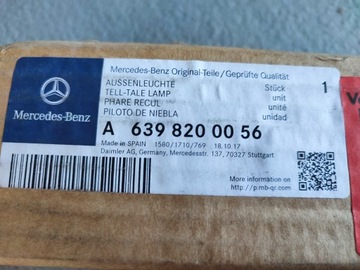 Mercedes-Benz Original-Teile/Geprüfte Qualität
AUSSENLEUCHTE Stück 1
TELL-TALE LAMP unit
PHARE RECUL unité
PILOTO DE NIEBLA unidad
Mercedes-Benz
A 639 820 00 56
Made in SPAIN 1580/1710/769 18.10.17
Daimler AG, Germany, Mercedesstr. 137, 70327 Stuttgart
For more information
http://p.mb-qr.com